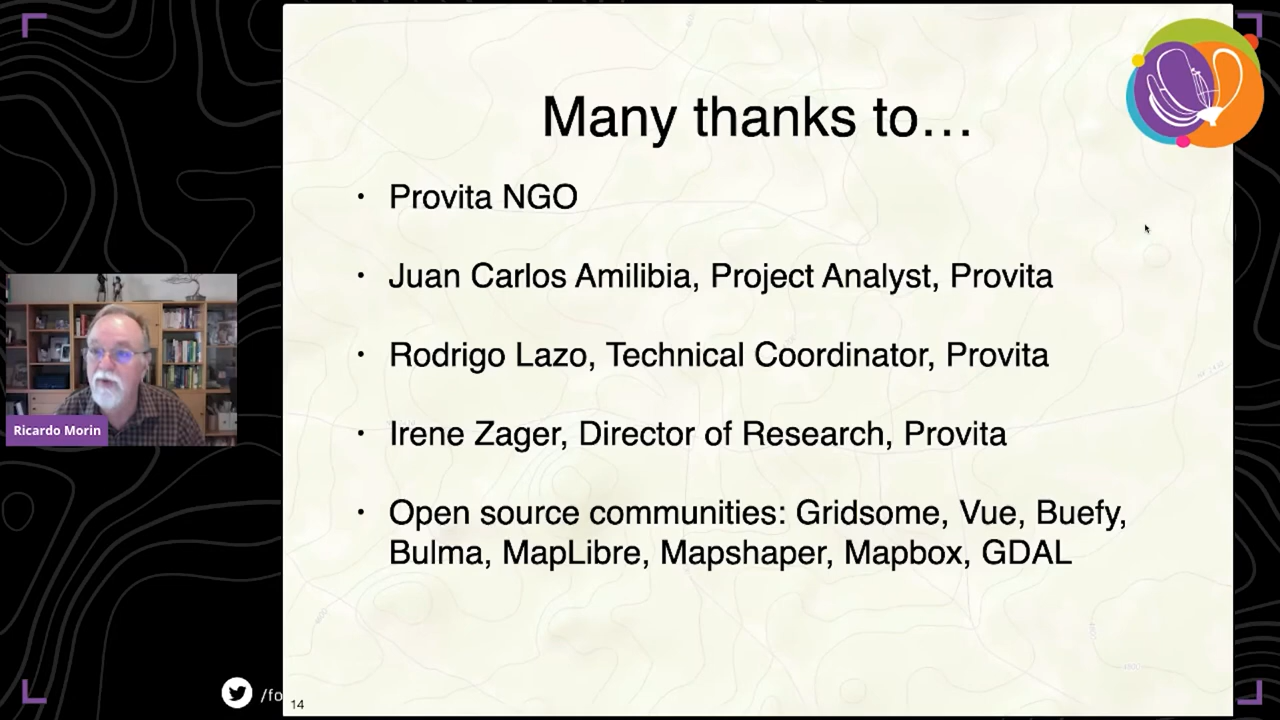 Many thanks to…
• Provita NGO
• Juan Carlos Amilibia, Project Analyst, Provita
• Rodrigo Lazo, Technical Coordinator, Provita
• Irene Zager, Director of Research, Provita
• Open source communities: Gridsome, Vue, Buefy,
Bulma, MapLibre, Mapshaper, Mapbox, GDAL
Ricardo Morin
/fo
14